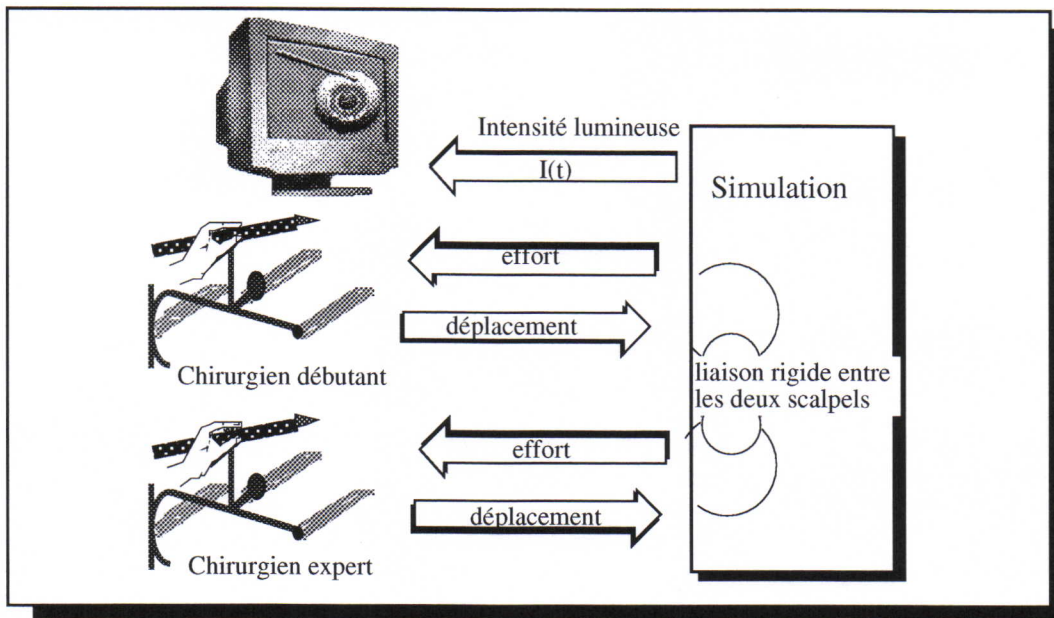 Intensité lumineuse
I(t)
Simulation
effort
déplacement
Chirurgien débutant
liaison rigide entre
les deux scalpels
effort
déplacement
Chirurgien expert